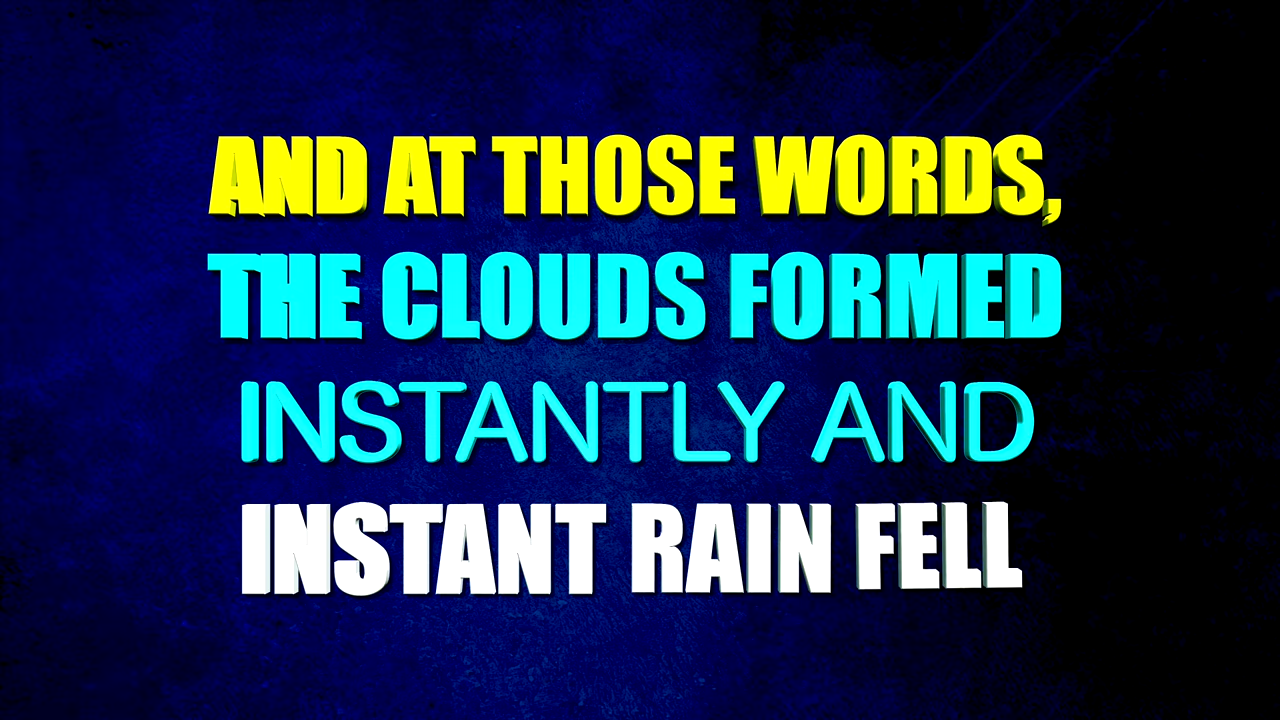 AND AT THOSE WORDS,
THE CLOUDS FORMED
INSTANTLY AND
INSTANT RAIN FELL